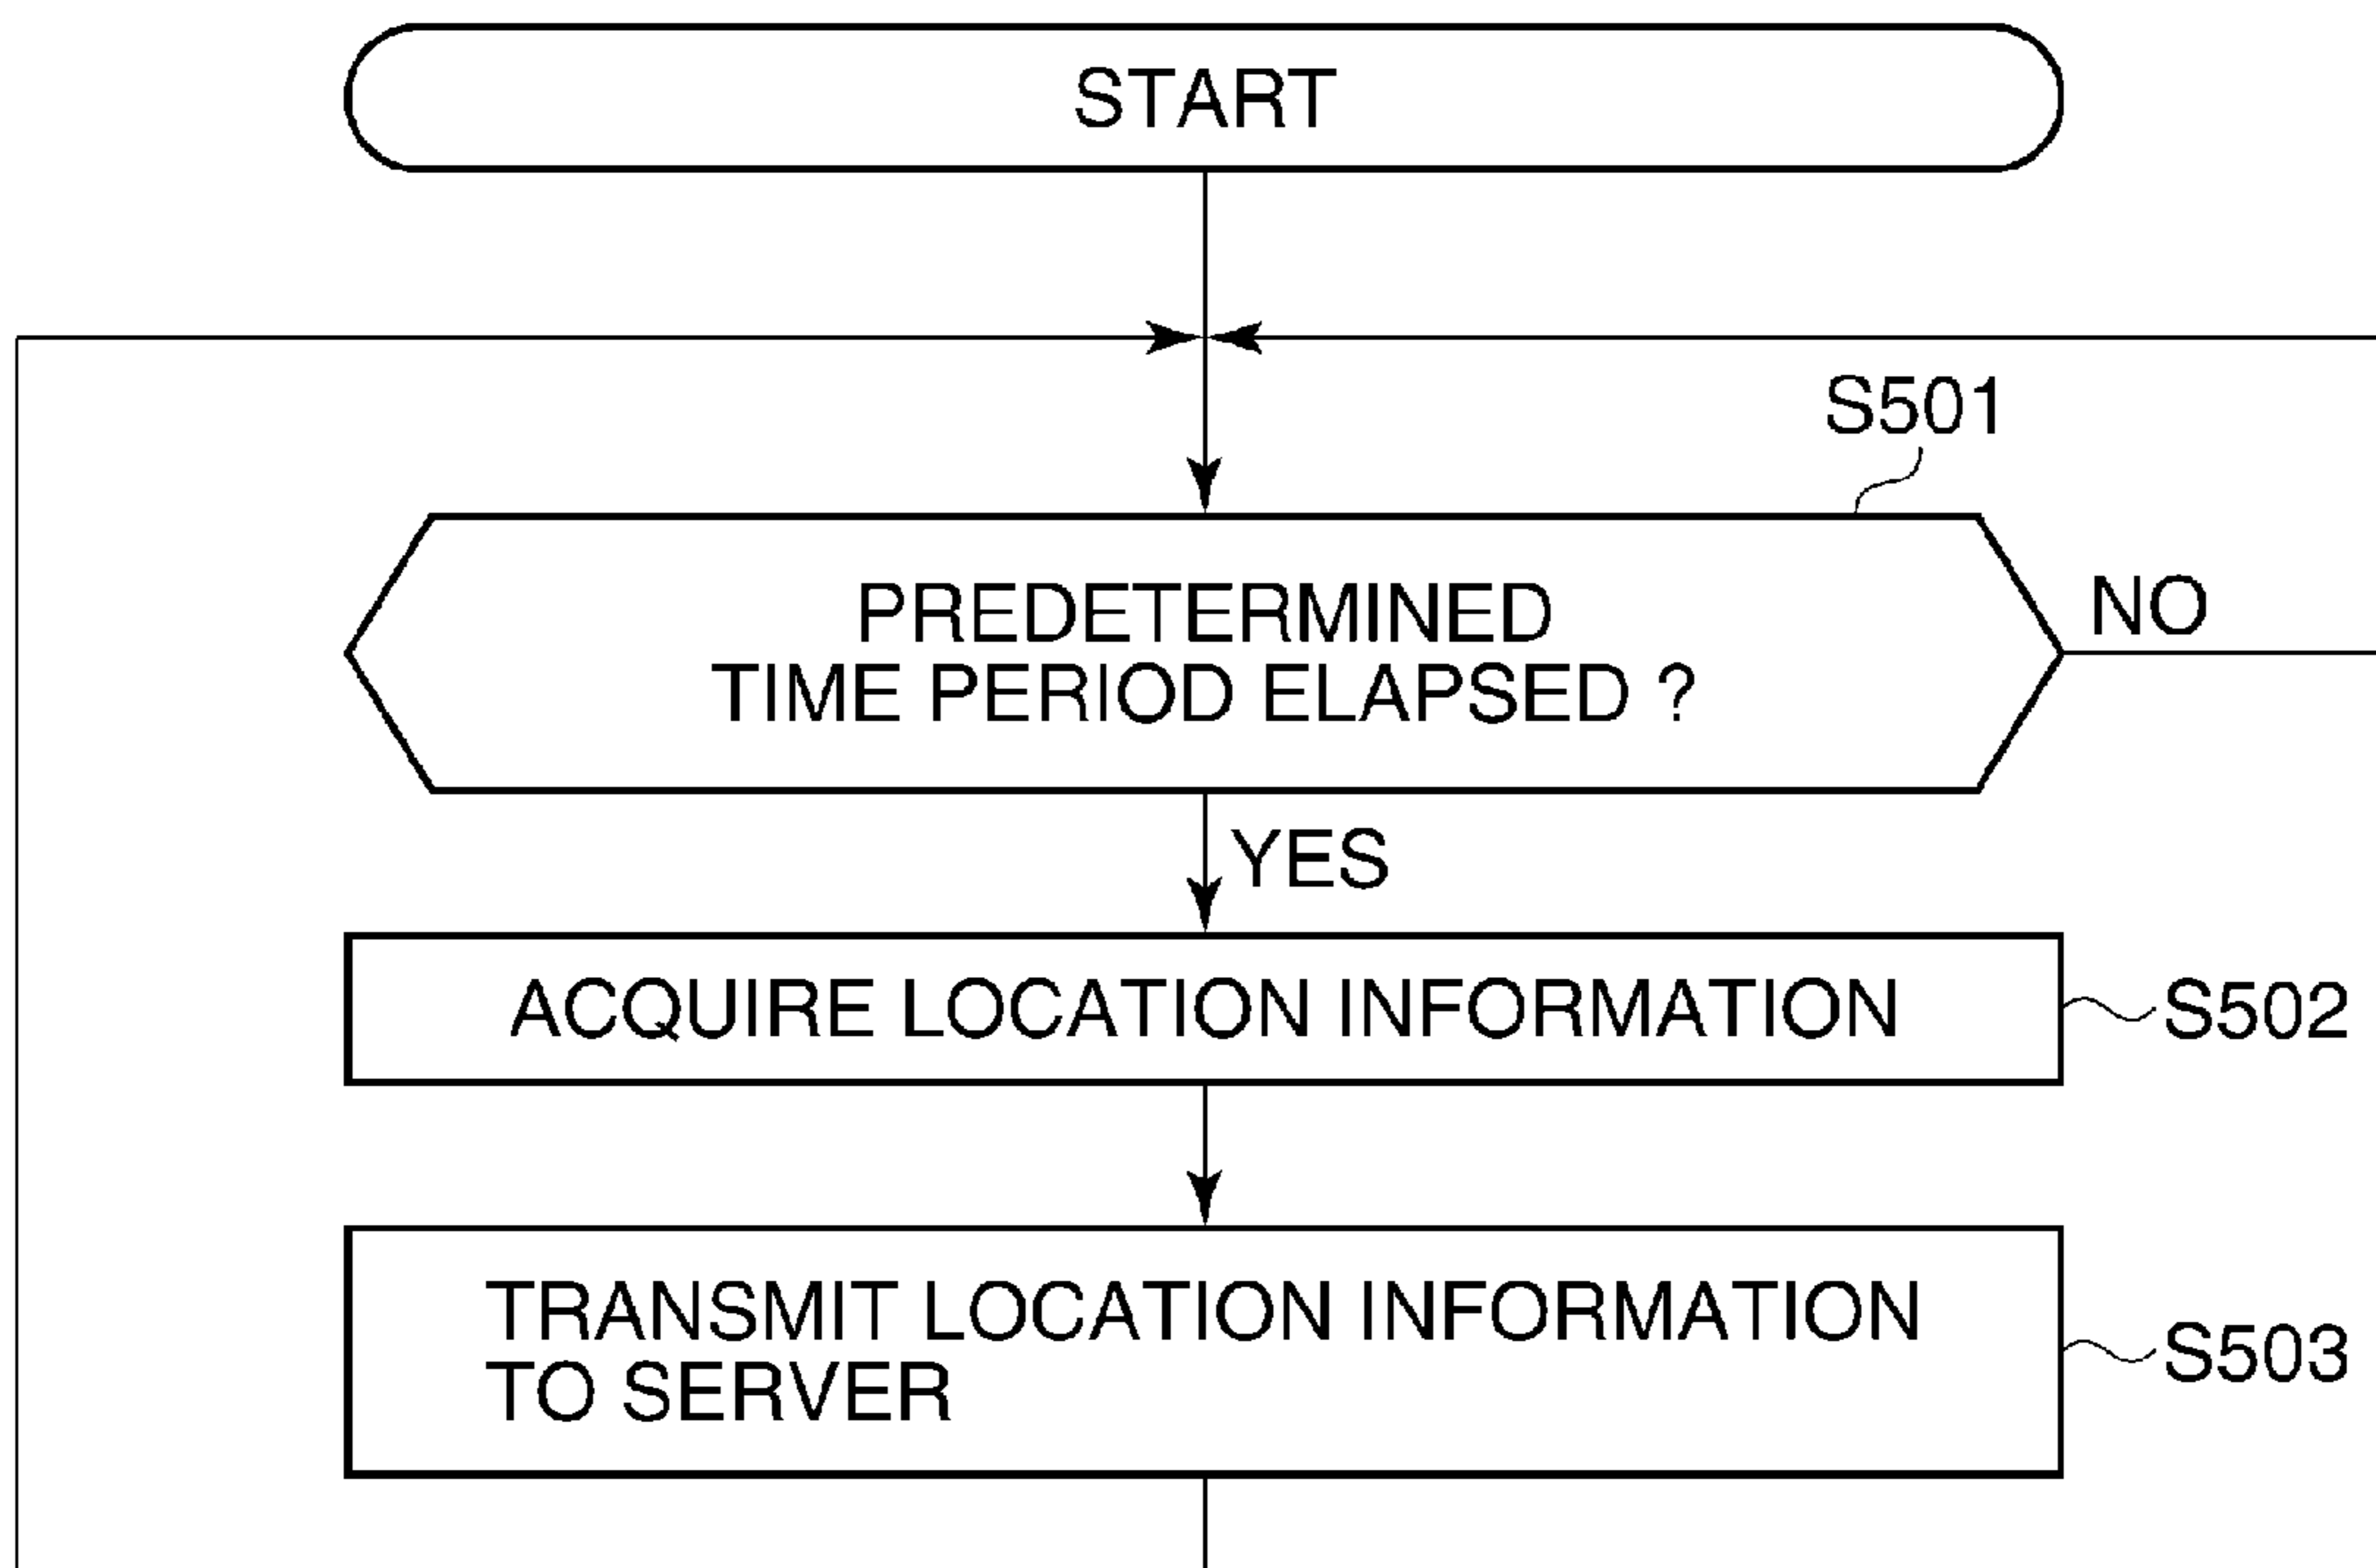 START
S501
PREDETERMINED
TIME PERIOD ELAPSED ?
NO
YES
ACQUIRE LOCATION INFORMATION
S502
TRANSMIT LOCATION INFORMATION
TO SERVER
S503